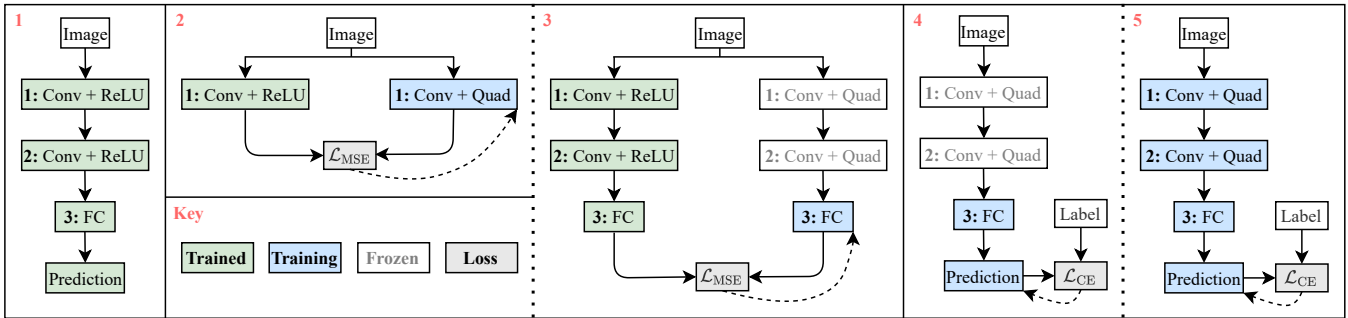 1
Image
1: Conv + ReLU
2: Conv + ReLU
3: FC
Prediction
2
Image
1: Conv + ReLU
1: Conv + Quad
ℒMSE
Key
Trained
Training
Frozen
Loss
3
Image
1: Conv + ReLU
1: Conv + Quad
2: Conv + ReLU
2: Conv + Quad
3: FC
3: FC
ℒMSE
4
Image
1: Conv + Quad
2: Conv + Quad
3: FC
Label
Prediction
ℒCE
5
Image
1: Conv + Quad
2: Conv + Quad
3: FC
Label
Prediction
ℒCE